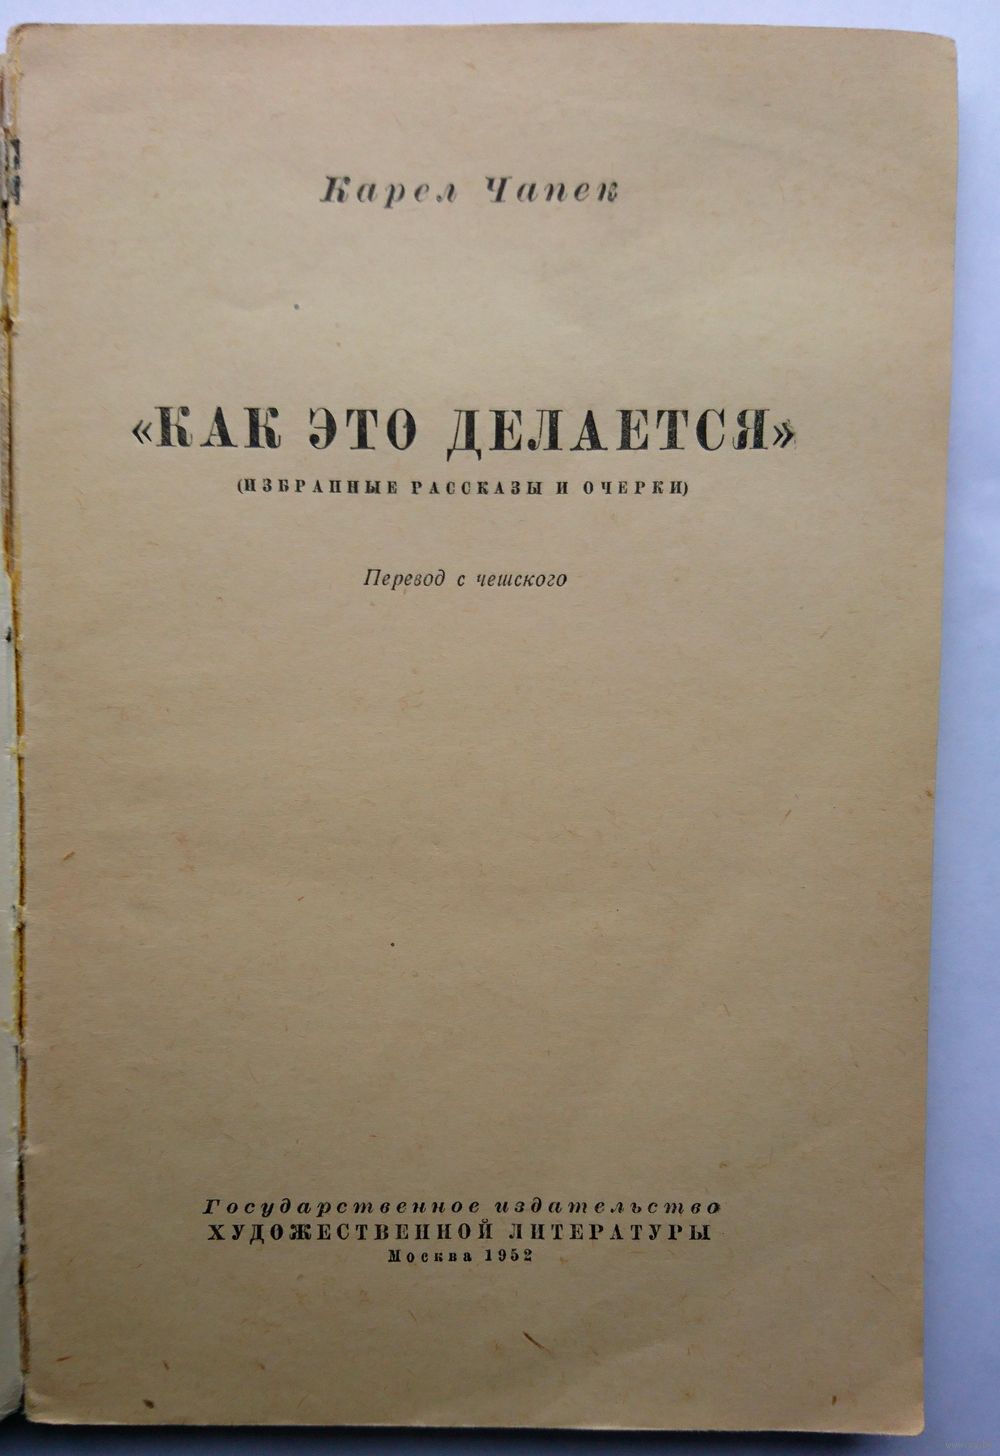 Карел Чапек
«КАК ЭТО ДЕЛАЕТСЯ»
(ИЗБРАННЫЕ РАССКАЗЫ И ОЧЕРКИ)
Перевод с чешского
Государственное издательство
ХУДОЖЕСТВЕННОЙ ЛИТЕРАТУРЫ
Москва 1952